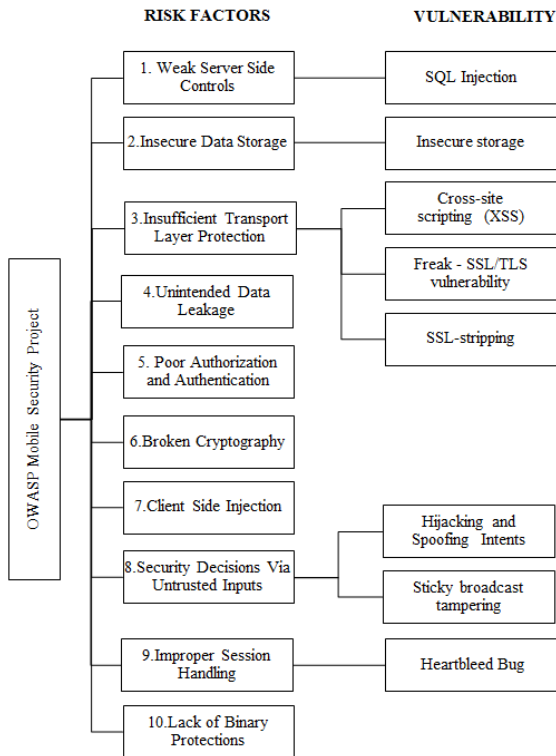 RISK FACTORS
VULNERABILITY
OWASP Mobile Security Project
1. Weak Server Side
Controls
SQL Injection
2.Insecure Data Storage
Insecure storage
3.Insufficient Transport
Layer Protection
Cross-site
scripting (XSS)
Freak - SSL/TLS
vulnerability
SSL-stripping
4.Unintended Data
Leakage
5. Poor Authorization
and Authentication
6.Broken Cryptography
7.Client Side Injection
8.Security Decisions Via
Untrusted Inputs
Hijacking and
Spoofing Intents
Sticky broadcast
tampering
9.Improper Session
Handling
Heartbleed Bug
10.Lack of Binary
Protections